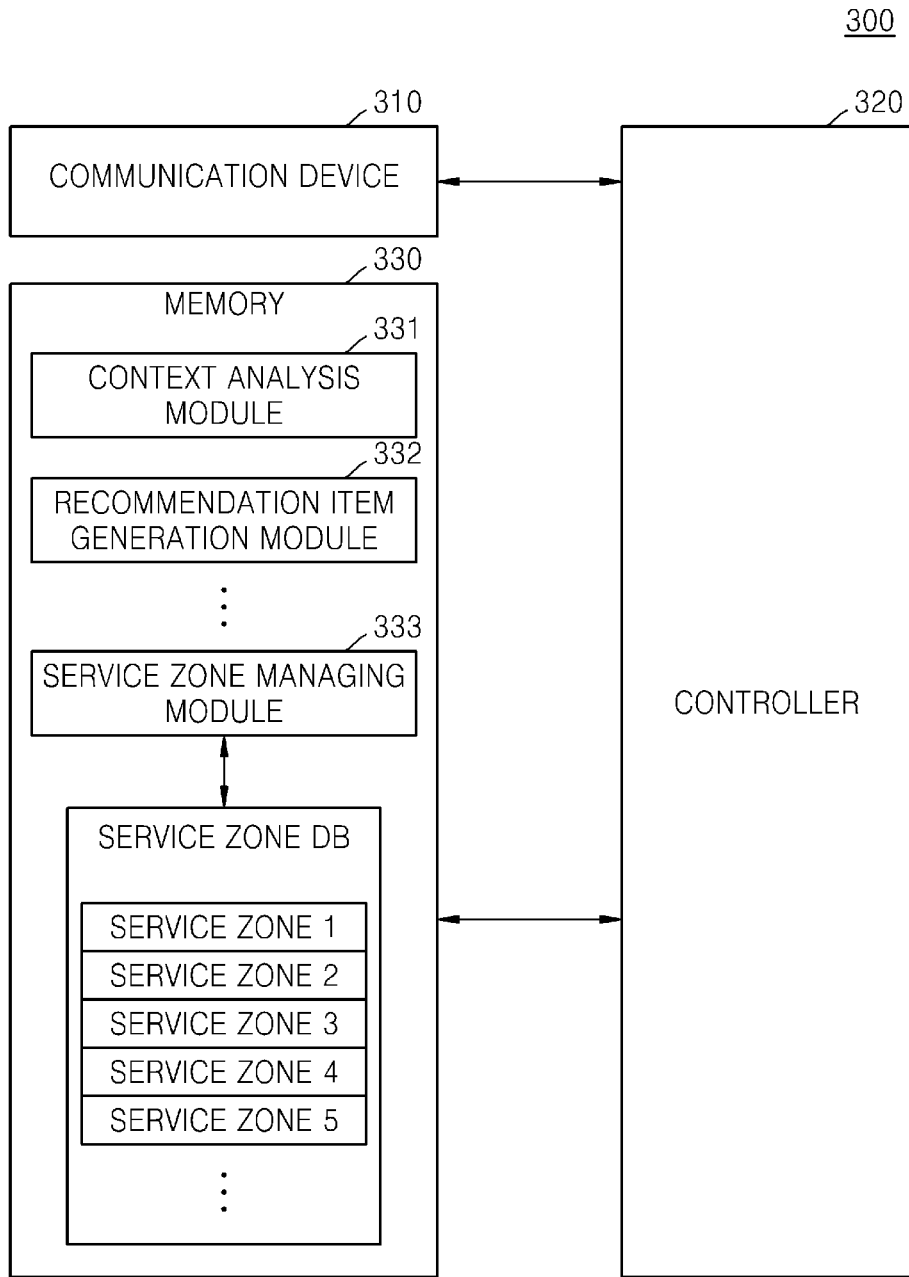 300
310
320
COMMUNICATION DEVICE
330
MEMORY
331
CONTEXT ANALYSIS
MODULE
332
RECOMMENDATION ITEM
GENERATION MODULE
333
SERVICE ZONE MANAGING
MODULE
CONTROLLER
SERVICE ZONE DB
SERVICE ZONE 1
SERVICE ZONE 2
SERVICE ZONE 3
SERVICE ZONE 4
SERVICE ZONE 5